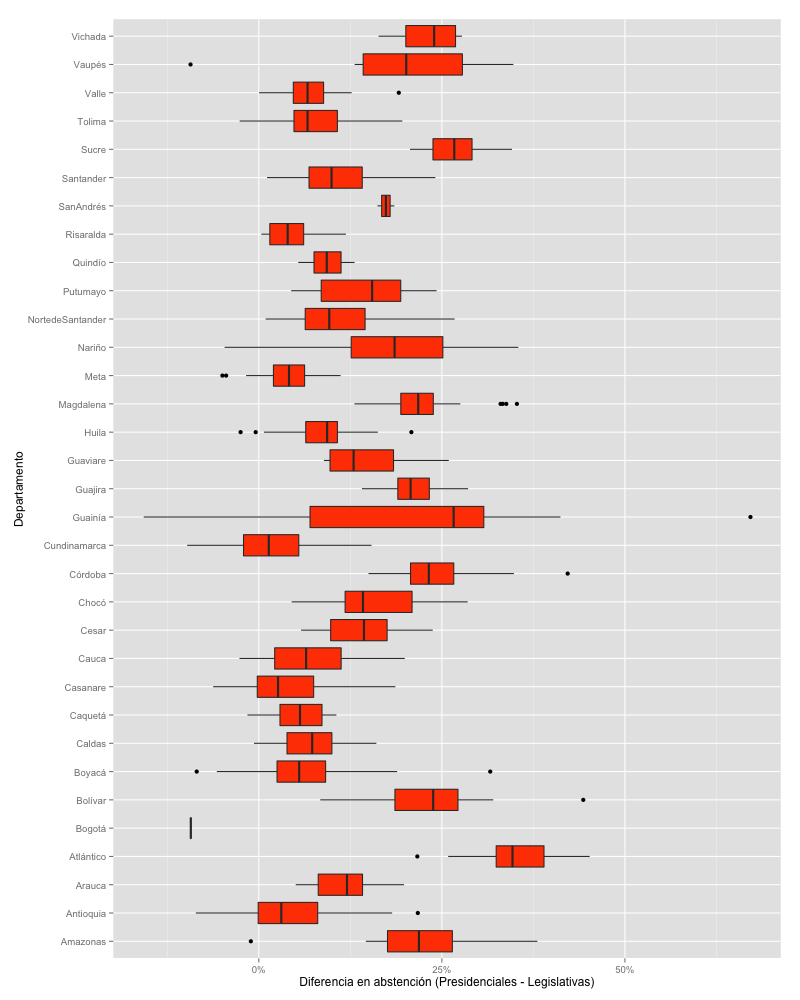 Vichada
Vaupés
Valle
Tolima
Sucre
Santander
SanAndrés
Risaralda
Quindío
Putumayo
NortedeSantander
Nariño
Meta
Magdalena
Huila
Guaviare
Guajira
Guainía
Cundinamarca
Córdoba
Chocó
Cesar
Cauca
Casanare
Caquetá
Caldas
Boyacá
Bolívar
Bogotá
Atlántico
Arauca
Antioquia
Amazonas
Departamento
0% 25% 50%
Diferencia en abstención (Presidenciales - Legislativas)